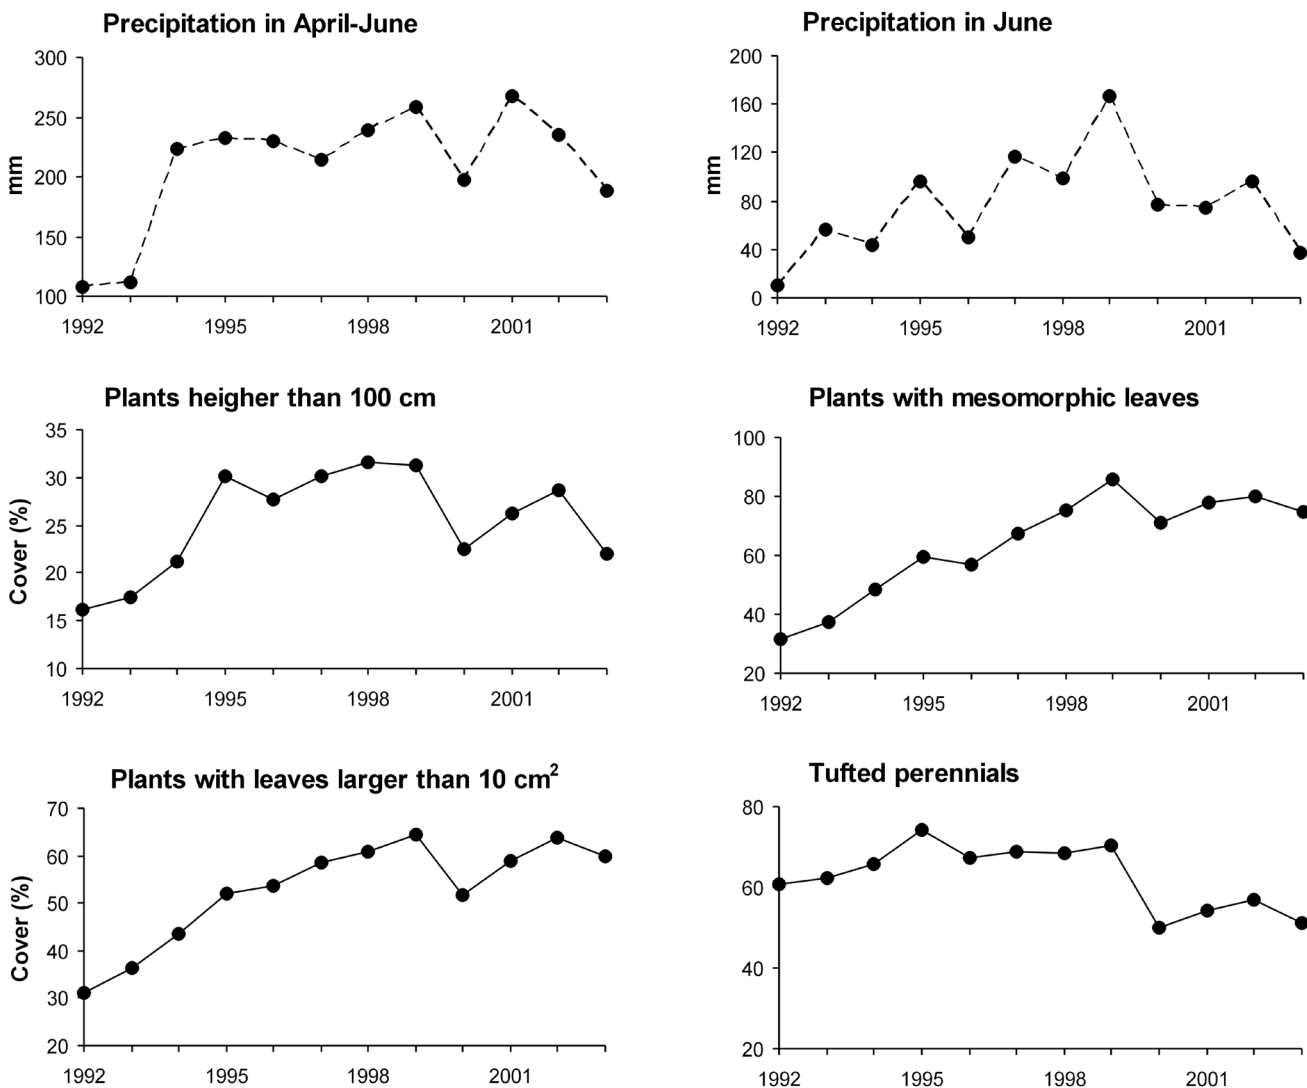 Precipitation in April-June
300
250
200
150
100
mm
1992 1995 1998 2001
Precipitation in June
200
160
120
80
40
0
mm
1992 1995 1998 2001
Plants heigher than 100 cm
35
30
25
20
15
10
Cover (%)
1992 1995 1998 2001
Plants with mesomorphic leaves
100
80
60
40
20
1992 1995 1998 2001
Plants with leaves larger than 10 cm²
70
60
50
40
30
20
Cover (%)
1992 1995 1998 2001
Tufted perennials
80
60
40
20
1992 1995 1998 2001